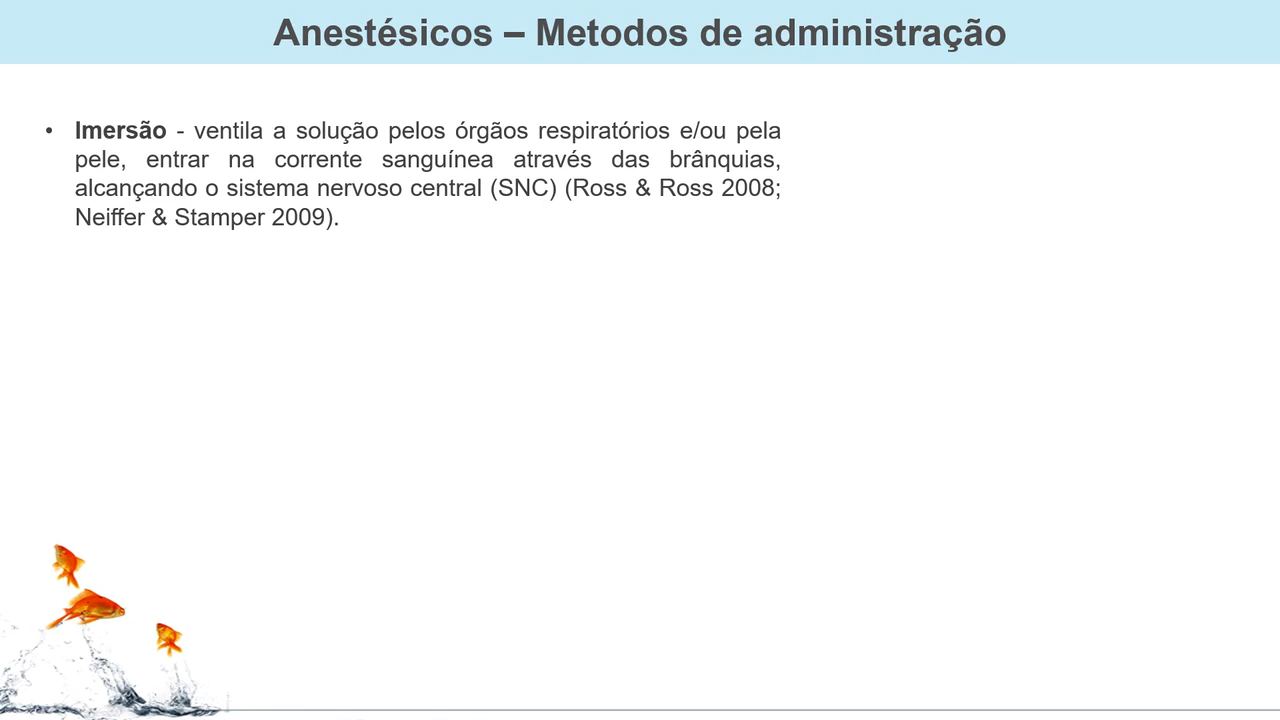 Anestésicos – Metodos de administração
• Imersão - ventila a solução pelos órgãos respiratórios e/ou pela
pele, entrar na corrente sanguínea através das brânquias,
alcançando o sistema nervoso central (SNC) (Ross & Ross 2008;
Neiffer & Stamper 2009).